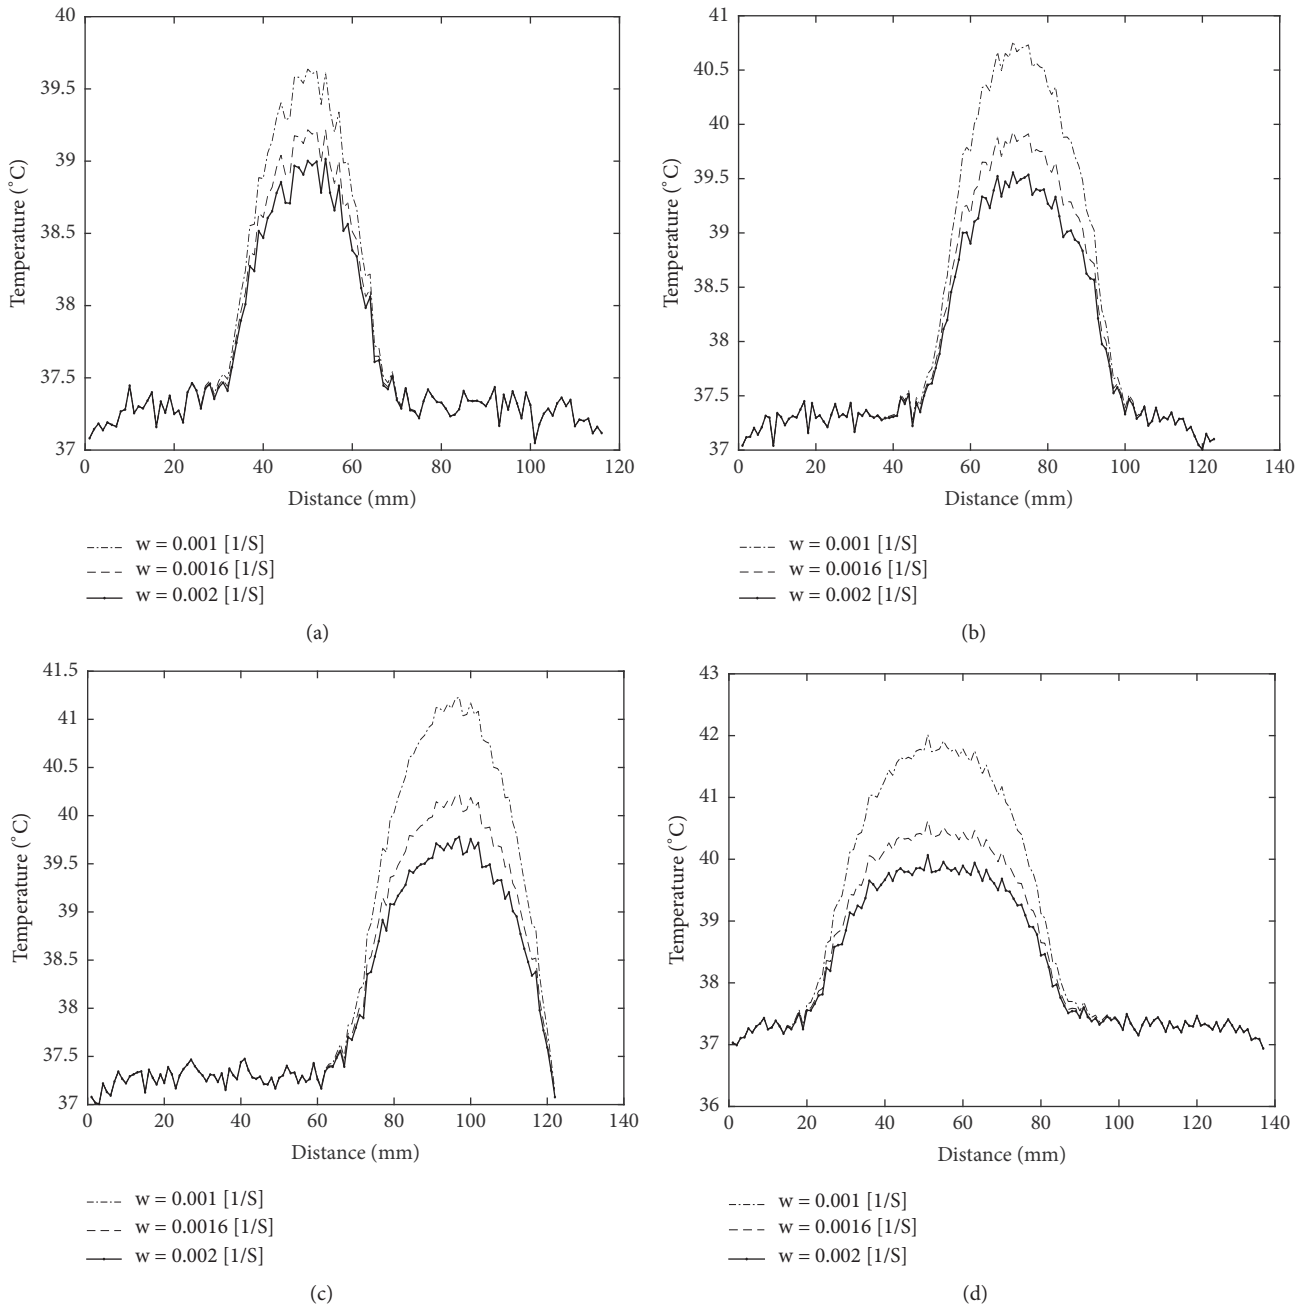 40
39.5
39
38.5
38
37.5
37
0 20 40 60 80 100 120
Temperature (°C)
Distance (mm)
w = 0.001 [1/S]
w = 0.0016 [1/S]
w = 0.002 [1/S]
(a)
41
40.5
40
39.5
39
38.5
38
37.5
37
0 20 40 60 80 100 120 140
Temperature (°C)
Distance (mm)
w = 0.001 [1/S]
w = 0.0016 [1/S]
w = 0.002 [1/S]
(b)
41.5
41
40.5
40
39.5
39
38.5
38
37.5
37
0 20 40 60 80 100 120 140
Temperature (°C)
Distance (mm)
w = 0.001 [1/S]
w = 0.0016 [1/S]
w = 0.002 [1/S]
(c)
43
42
41
40
39
38
37
36
0 20 40 60 80 100 120 140
Temperature (°C)
Distance (mm)
w = 0.001 [1/S]
w = 0.0016 [1/S]
w = 0.002 [1/S]
(d)